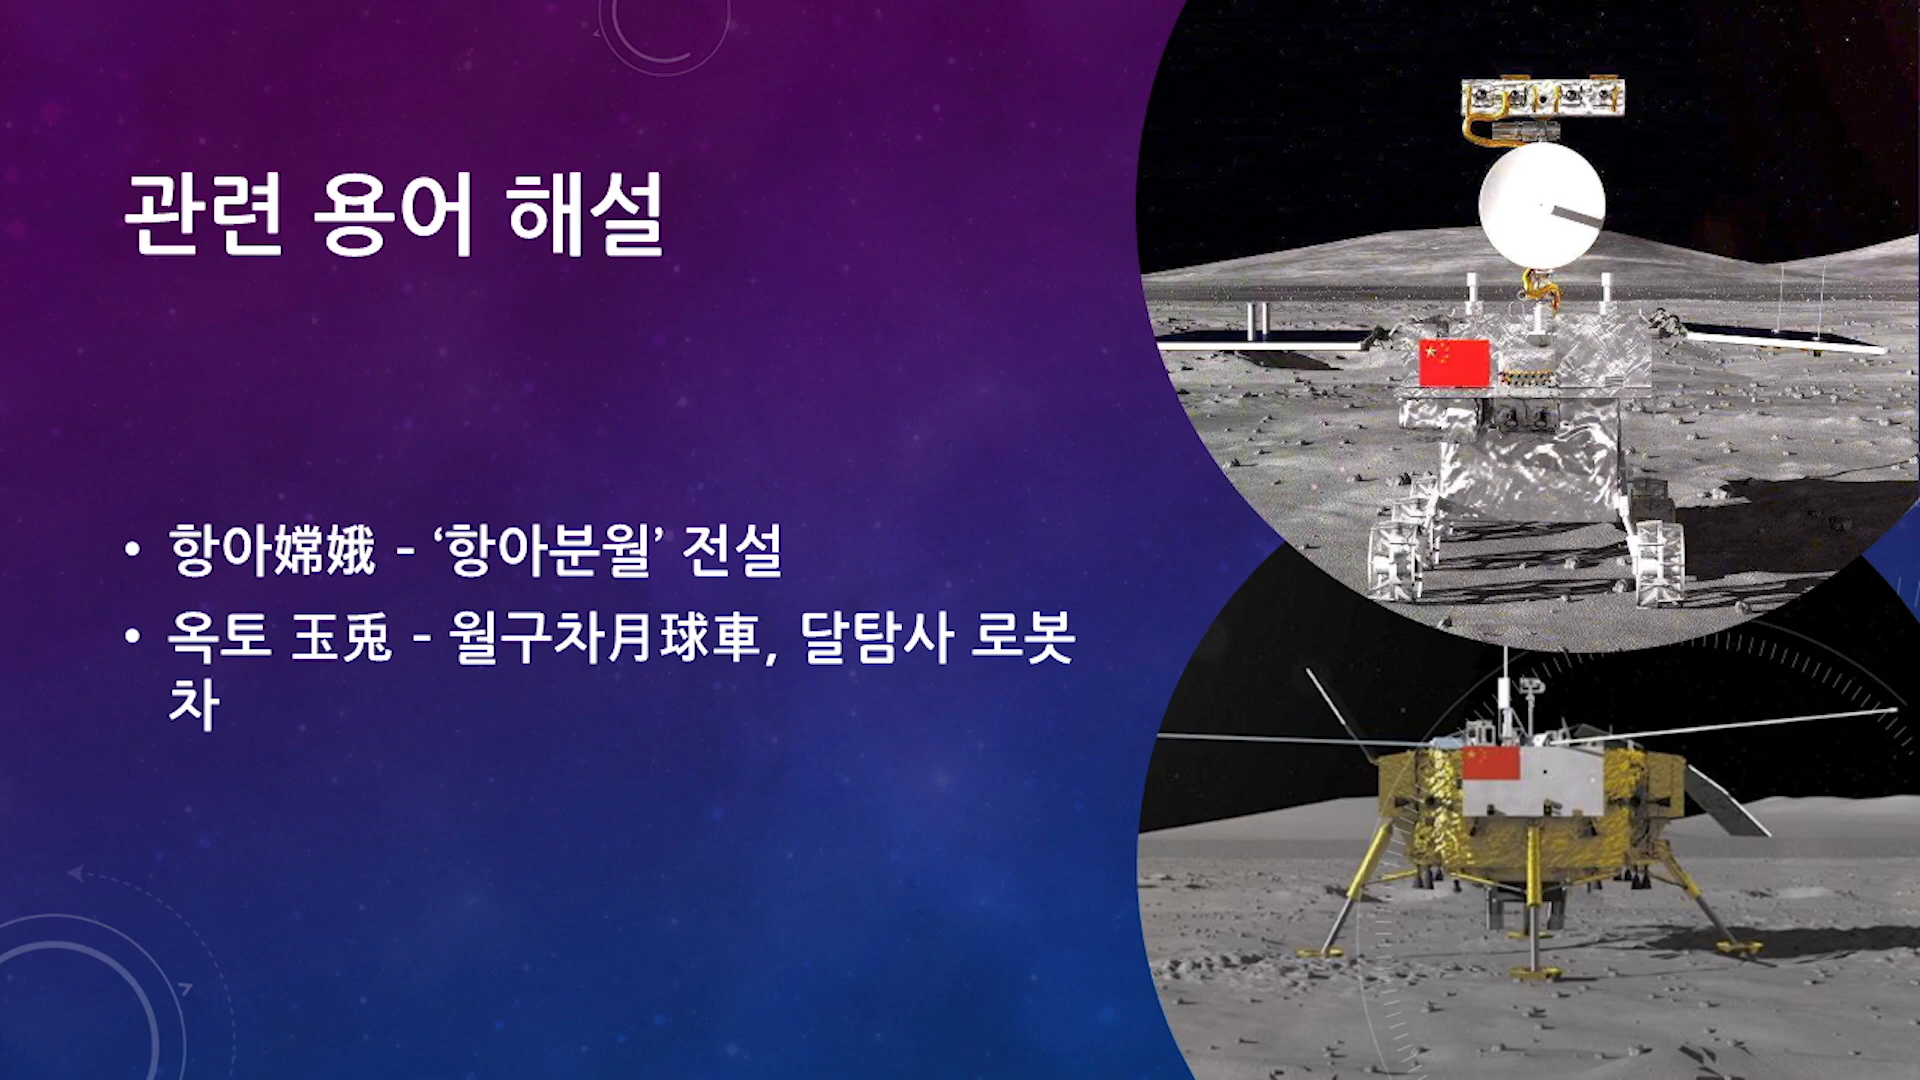 관련 용어 해설
• 항아嫦娥 - ‘항아분월’ 전설
• 옥토 玉兎 - 월구차月球車, 달탐사 로봇
차